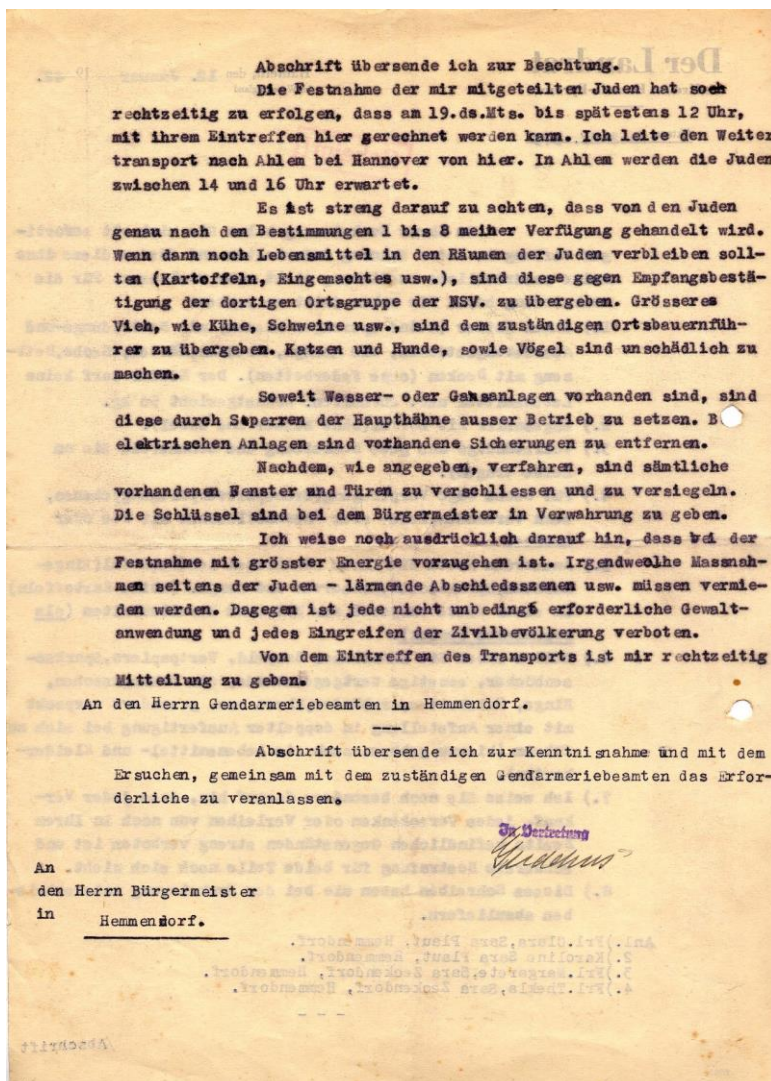 Abschrift übersende ich zur Beachtung.
Die Festnahme der mir mitgeteilten Juden hat soeh
rechtzeitig zu erfolgen, dass am 19.ds.Mts. bis spätestens 12 Uhr,
mit ihrem Eintreffen hier gerechnet werden kann. Ich leite den Weiter
transport nach Ahlem bei Hannover von hier. In Ahlem werden die Juden
zwischen 14 und 16 Uhr erwartet.
Es ist streng darauf zu achten, dass von den Juden
genau nach den Bestimmungen 1 bis 8 meiner Verfügung gehandelt wird.
Wenn dann noch Lebensmittel in den Räumen der Juden verbleiben soll-
ten (Kartoffeln, Eingemachtes usw.), sind diese gegen Empfangsbestä-
tigung der dortigen Ortsgruppe der NSV. zu übergeben. Grösseres
Vieh, wie Kühe, Schweine usw., sind dem zuständigen Ortsbauernfüh-
rer zu übergeben. Katzen und Hunde, sowie Vögel sind unschädlich zu
machen.
Soweit Wasser- oder Gasanlagen vorhanden sind, sind
diese durch Sperren der Haupthähne ausser Betrieb zu setzen. B
elektrischen Anlagen sind vorhandene Sicherungen zu entfernen.
Nachdem, wie angegeben, verfahren, sind sämtliche
vorhandenen Fenster und Türen zu verschliessen und zu versiegeln.
Die Schlüssel sind bei dem Bürgermeister in Verwahrung zu geben.
Ich weise noch ausdrücklich darauf hin, dass bei der
Festnahme mit grösster Energie vorzugehen ist. Irgendwelhe Massnah-
men seitens der Juden - lärmende Abschiedsszenen usw. müssen vermie-
den werden. Dagegen ist jede nicht unbedingt erforderliche Gewalt-
anwendung und jedes Eingreifen der Zivilbevölkerung verboten.
Von dem Eintreffen des Transports ist mir rechtzeitig
Mitteilung zu geben.
An den Herrn Gendarmeriebeamten in Hemmendorf.
---
Abschrift übersende ich zur Kenntnisnahme und mit dem
Ersuchen, gemeinsam mit dem zuständigen Gendarmeriebeamten das Erfor-
derliche zu veranlassen.
In Vertretung
An
den Herrn Bürgermeister
in
Hemmendorf.